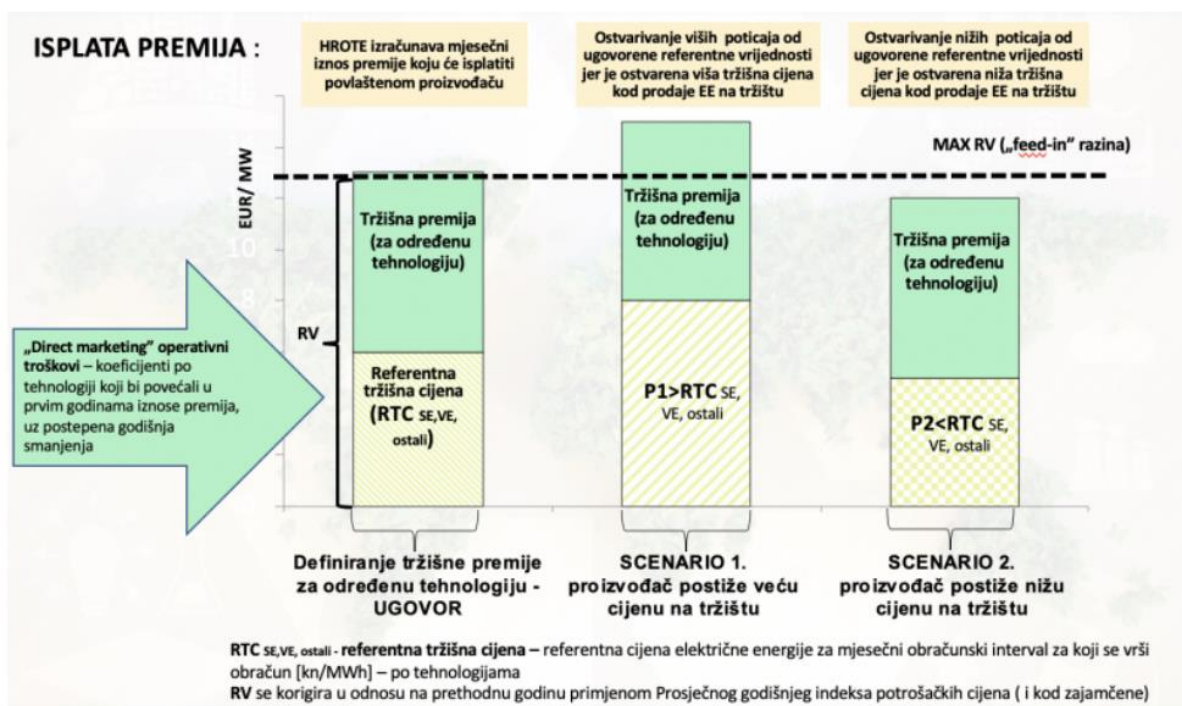 ISPLATA PREMIJA :
HROTE izračunava mjesečni
iznos premije koju će isplatiti
povlaštenom proizvođaču
Ostvarivanje viših poticaja od
ugovorene referentne vrijednosti
jer je ostvarena viša tržišna cijena
kod prodaje EE na tržištu
Ostvarivanje nižih poticaja od
ugovorene referentne vrijednosti
jer je ostvarena niža tržišna
cijena kod prodaje EE na tržištu
MAX RV („feed-in" razina)
EUR/ MW
10
8
RV
Tržišna premija
(za određenu
tehnologiju)
Referentna
tržišna cijena
(RTC SE,VE,
ostali)
Tržišna premija
(za određenu
tehnologiju)
P1>RTC SE,
VE, ostali
Tržišna premija
(za određenu
tehnologiju)
P2<RTC SE,
VE, ostali
„Direct marketing" operativni
troškovi – koeficijenti po
tehnologiji koji bi povećali u
prvim godinama iznose premija,
uz postepena godišnja
smanjenja
Definiranje tržišne premije
za određenu tehnologiju -
UGOVOR
SCENARIO 1.
proizvođač postiže veću
cijenu na tržištu
SCENARIO 2.
proizvođač postiže nižu
cijenu na tržištu
RTC SE,VE, ostali - referentna tržišna cijena – referentna cijena električne energije za mjesečni obračunski interval za koji se vrši
obračun [kn/MWh] – po tehnologijama
RV se korigira u odnosu na prethodnu godinu primjenom Prosječnog godišnjeg indeksa potrošačkih cijena ( i kod zajamčene)